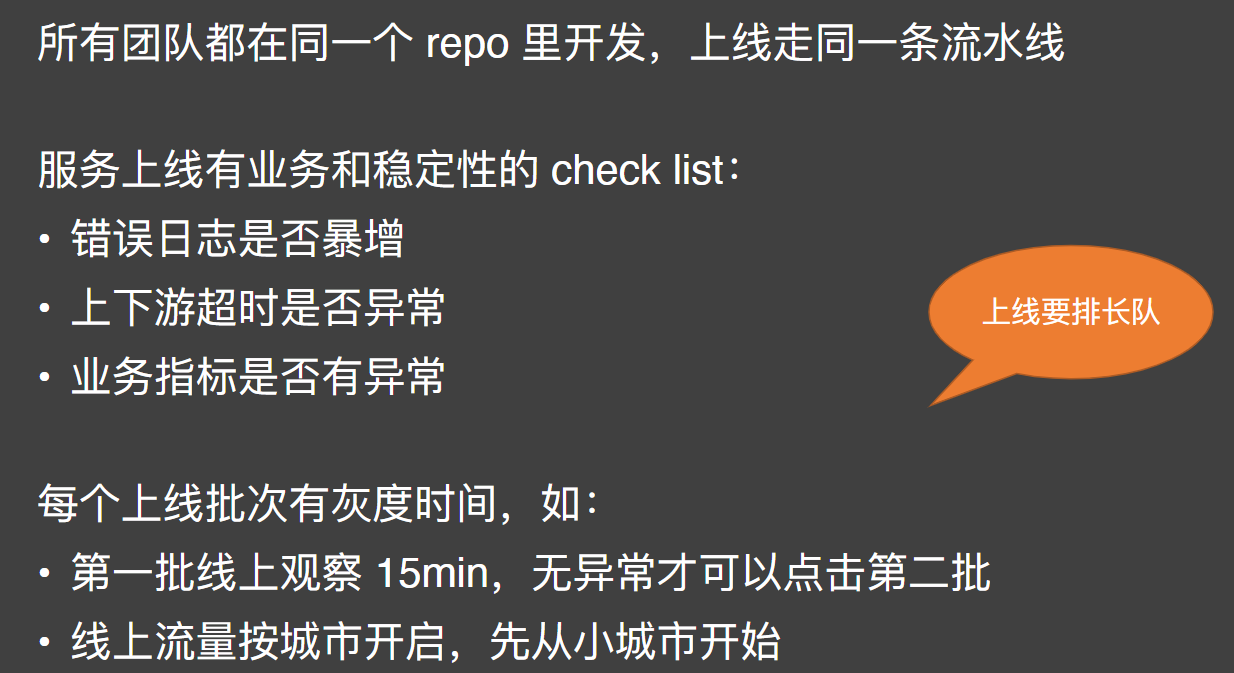 所有团队都在同一个 repo 里开发，上线走同一条流水线
服务上线有业务和稳定性的 check list：
• 错误日志是否暴增
• 上下游超时是否异常
上线要排长队
• 业务指标是否有异常
每个上线批次有灰度时间，如：
• 第一批线上观察 15min，无异常才可以点击第二批
• 线上流量按城市开启，先从小城市开始